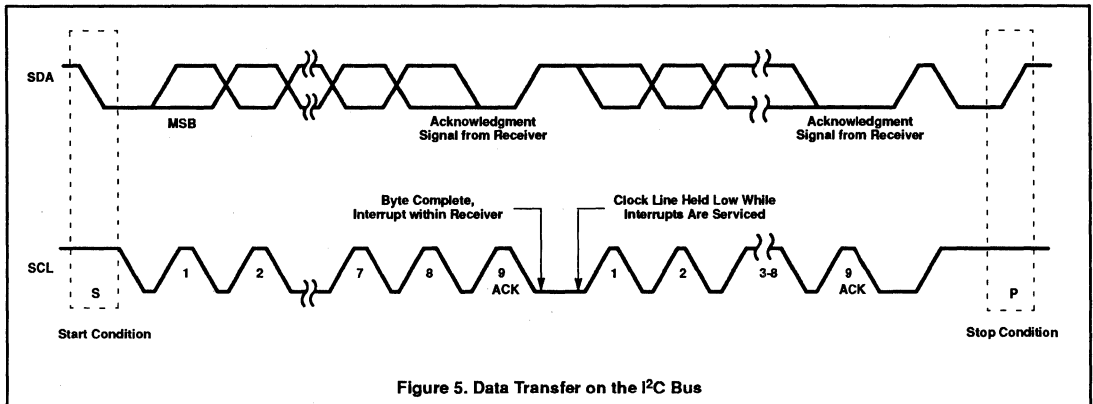 SDA
MSB
Acknowledgment
Signal from Receiver
Acknowledgment
Signal from Receiver
Byte Complete,
Interrupt within Receiver
Clock Line Held Low While
Interrupts Are Serviced
SCL
S
1
2
7
8
9
ACK
1
2
3-8
9
ACK
P
Start Condition
Stop Condition
Figure 5. Data Transfer on the I²C Bus